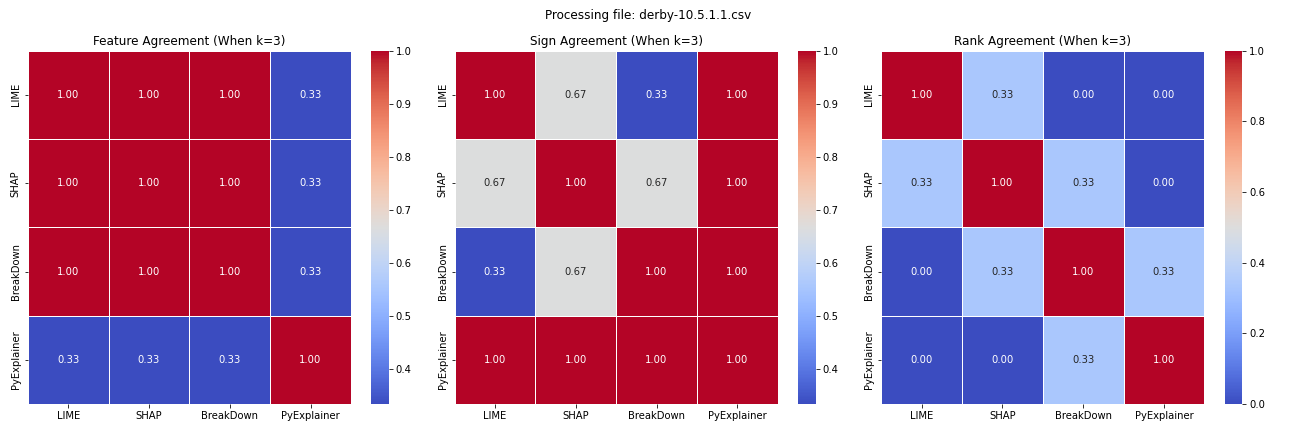 Processing file: derby-10.5.1.1.csv
Feature Agreement (When k=3)
LIME 1.00 1.00 1.00 0.33
SHAP 1.00 1.00 1.00 0.33
BreakDown 1.00 1.00 1.00 0.33
PyExplainer 0.33 0.33 0.33 1.00
LIME SHAP BreakDown PyExplainer
1.0
0.9
0.8
0.7
0.6
0.5
0.4
Sign Agreement (When k=3)
LIME 1.00 0.67 0.33 1.00
SHAP 0.67 1.00 0.67 1.00
BreakDown 0.33 0.67 1.00 1.00
PyExplainer 1.00 1.00 1.00 1.00
LIME SHAP BreakDown PyExplainer
1.0
0.9
0.8
0.7
0.6
0.5
0.4
Rank Agreement (When k=3)
LIME 1.00 0.33 0.00 0.00
SHAP 0.33 1.00 0.33 0.00
BreakDown 0.00 0.33 1.00 0.33
PyExplainer 0.00 0.00 0.33 1.00
LIME SHAP BreakDown PyExplainer
1.0
0.8
0.6
0.4
0.2
0.0